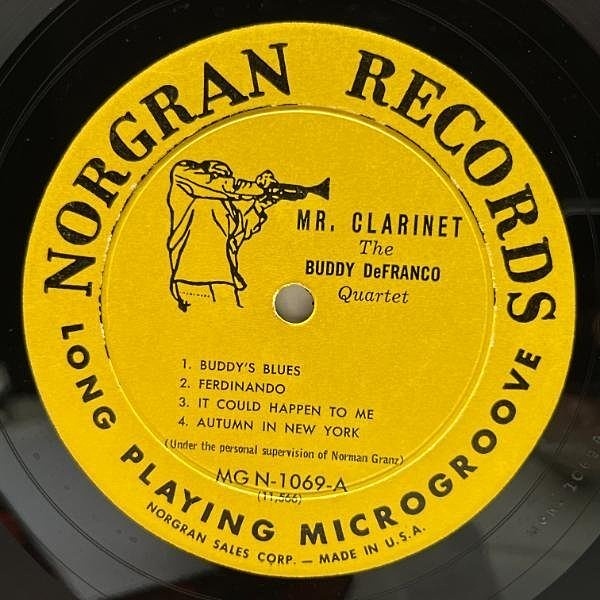 NORGRAN RECORDS
MR. CLARINET
The
BUDDY DeFRANCO
Quartet
1. BUDDY'S BLUES
2. FERDINANDO
3. IT COULD HAPPEN TO ME
4. AUTUMN IN NEW YORK
(Under the personal supervision of Norman Granz)
MG N-1069-A
(11,566)
LONG PLAYING MICROGROOVE
NORGRAN SALES CORP. — MADE IN U.S.A.